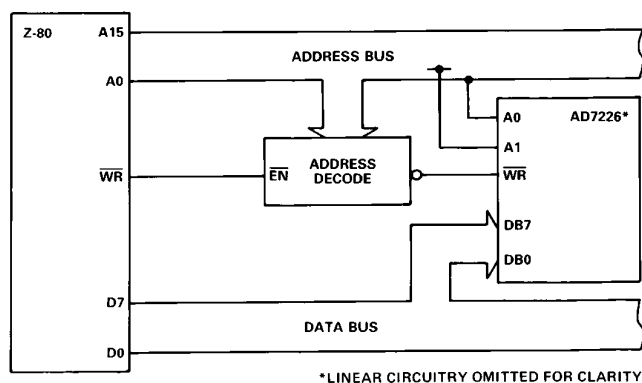 Z-80
A15
ADDRESS BUS
A0
A0
AD7226*
A1
WR
EN
ADDRESS
DECODE
WR
DB7
DB0
D7
DATA BUS
D0
*LINEAR CIRCUITRY OMITTED FOR CLARITY